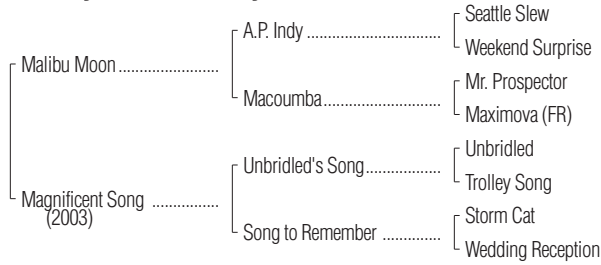 Seattle Slew
A.P. Indy ..............................
Weekend Surprise
Malibu Moon ......................
Mr. Prospector
Macoumba..........................
Maximova (FR)
Unbridled
Unbridled's Song.................
Trolley Song
Magnificent Song ...............
(2003)
Storm Cat
Song to Remember .............
Wedding Reception